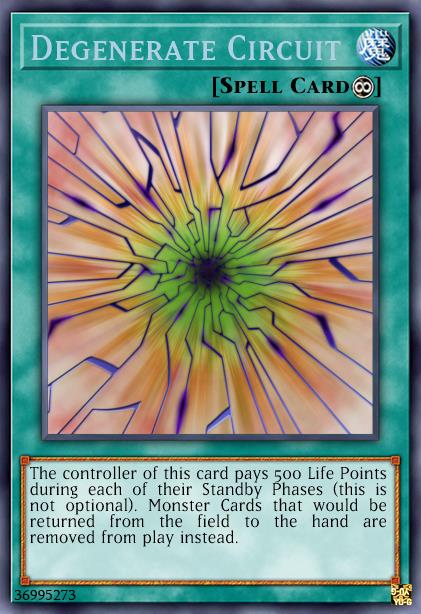 Degenerate Circuit 魔
[Spell Card]
The controller of this card pays 500 Life Points
during each of their Standby Phases (this is
not optional). Monster Cards that would be
returned from the field to the hand are
removed from play instead.
36995273